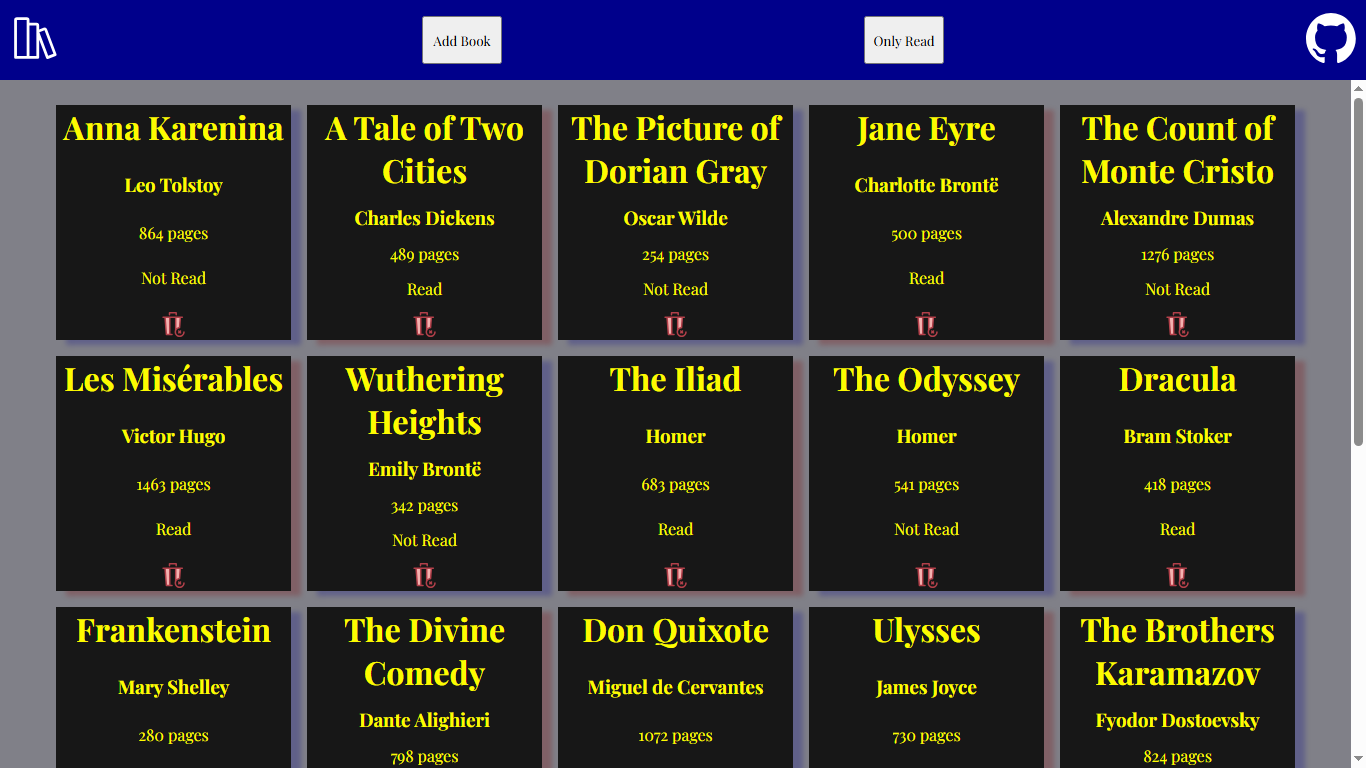 Add Book
Only Read
Anna Karenina
Leo Tolstoy
864 pages
Not Read
A Tale of Two
Cities
Charles Dickens
489 pages
Read
The Picture of
Dorian Gray
Oscar Wilde
254 pages
Not Read
Jane Eyre
Charlotte Brontë
500 pages
Read
The Count of
Monte Cristo
Alexandre Dumas
1276 pages
Not Read
Les Misérables
Victor Hugo
1463 pages
Read
Wuthering
Heights
Emily Brontë
342 pages
Not Read
The Iliad
Homer
683 pages
Read
The Odyssey
Homer
541 pages
Not Read
Dracula
Bram Stoker
418 pages
Read
Frankenstein
Mary Shelley
280 pages
The Divine
Comedy
Dante Alighieri
798 pages
Don Quixote
Miguel de Cervantes
1072 pages
Ulysses
James Joyce
730 pages
The Brothers
Karamazov
Fyodor Dostoevsky
824 pages